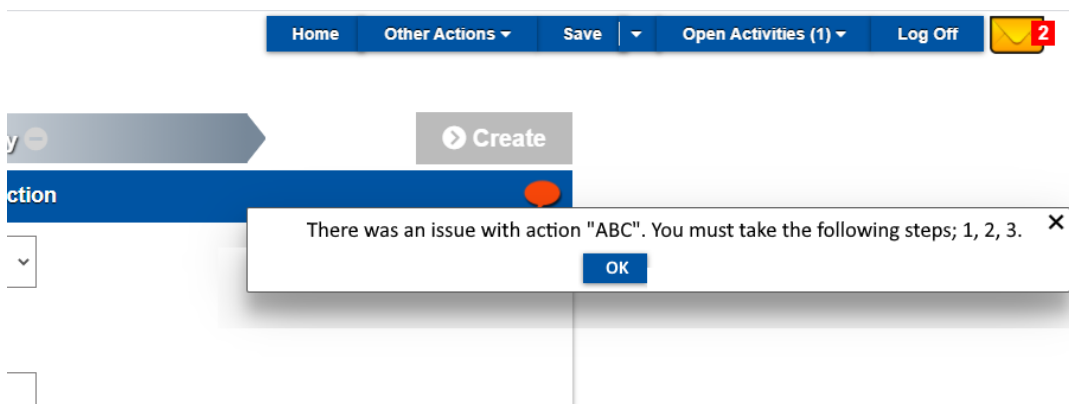 Home Other Actions Save Open Activities (1) Log Off 2
y Create
ction
There was an issue with action "ABC". You must take the following steps; 1, 2, 3.
OK